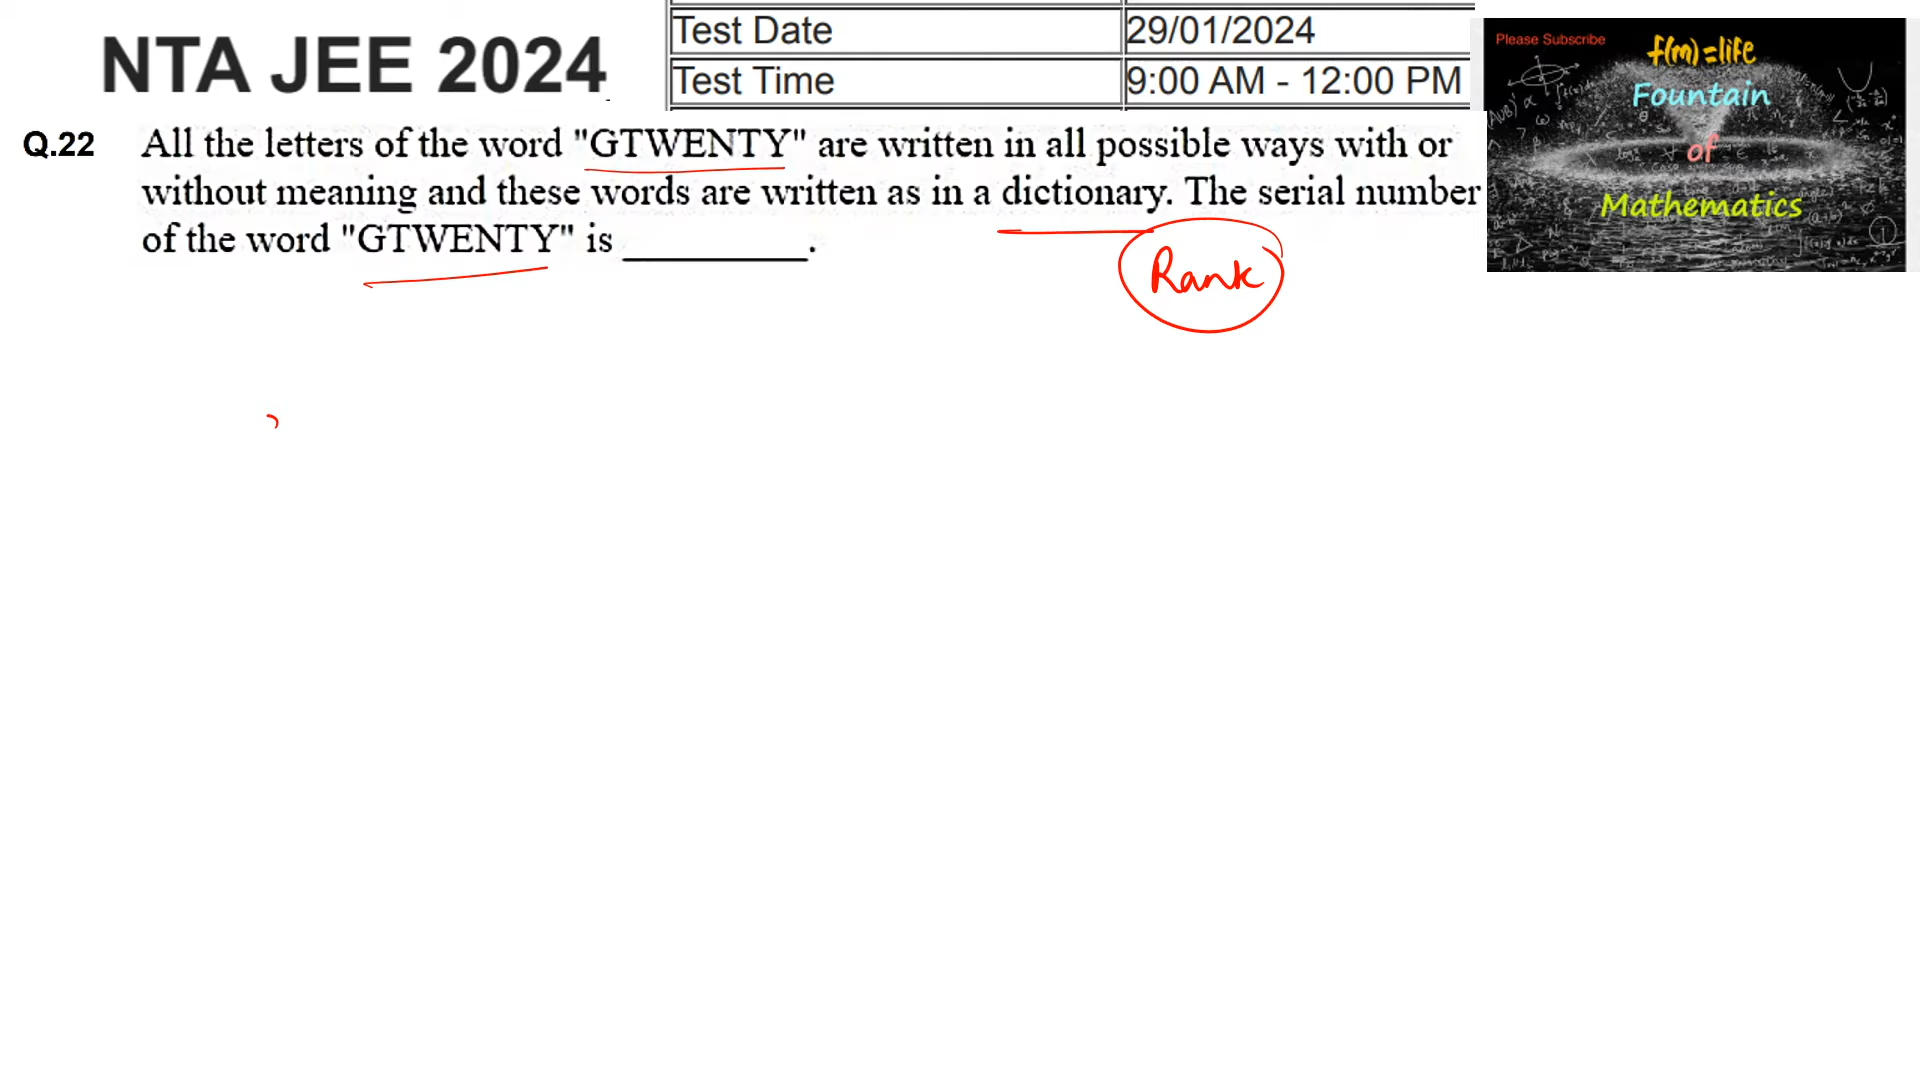 NTA JEE 2024
Test Date 29/01/2024
Test Time 9:00 AM - 12:00 PM
Please Subscribe
f(m)=life
Fountain
of
Mathematics
Q.22 All the letters of the word "GTWENTY" are written in all possible ways with or
without meaning and these words are written as in a dictionary. The serial number
of the word "GTWENTY" is __________.
Rank